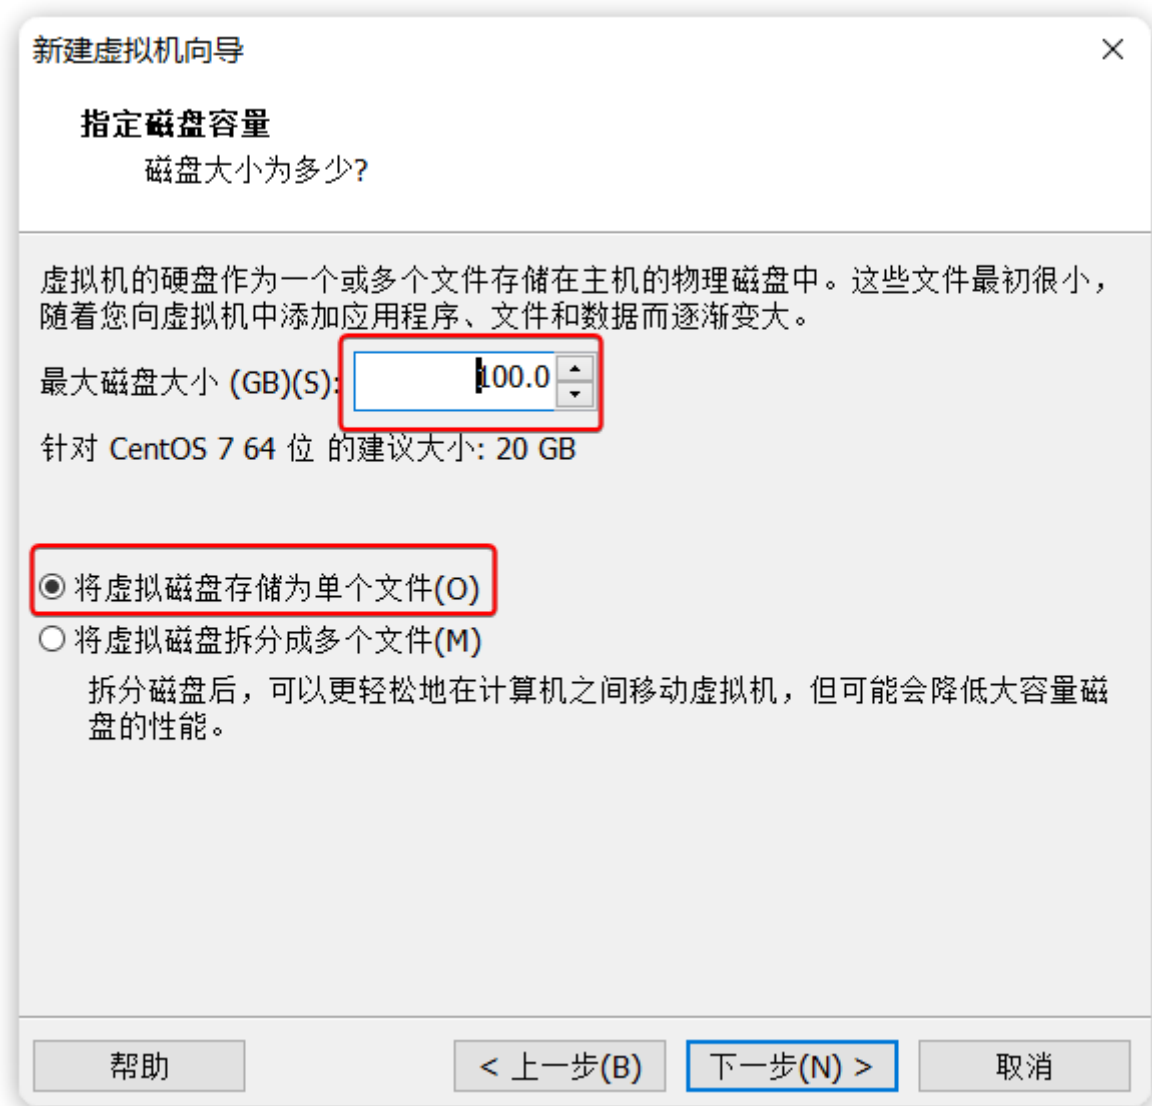 新建虚拟机向导
指定磁盘容量
磁盘大小为多少?
虚拟机的硬盘作为一个或多个文件存储在主机的物理磁盘中。这些文件最初很小，
随着您向虚拟机中添加应用程序、文件和数据而逐渐变大。
最大磁盘大小 (GB)(S): 100.0
针对 CentOS 7 64 位 的建议大小: 20 GB
将虚拟磁盘存储为单个文件(O)
将虚拟磁盘拆分成多个文件(M)
拆分磁盘后，可以更轻松地在计算机之间移动虚拟机，但可能会降低大容量磁
盘的性能。
帮助 < 上一步(B) 下一步(N) > 取消